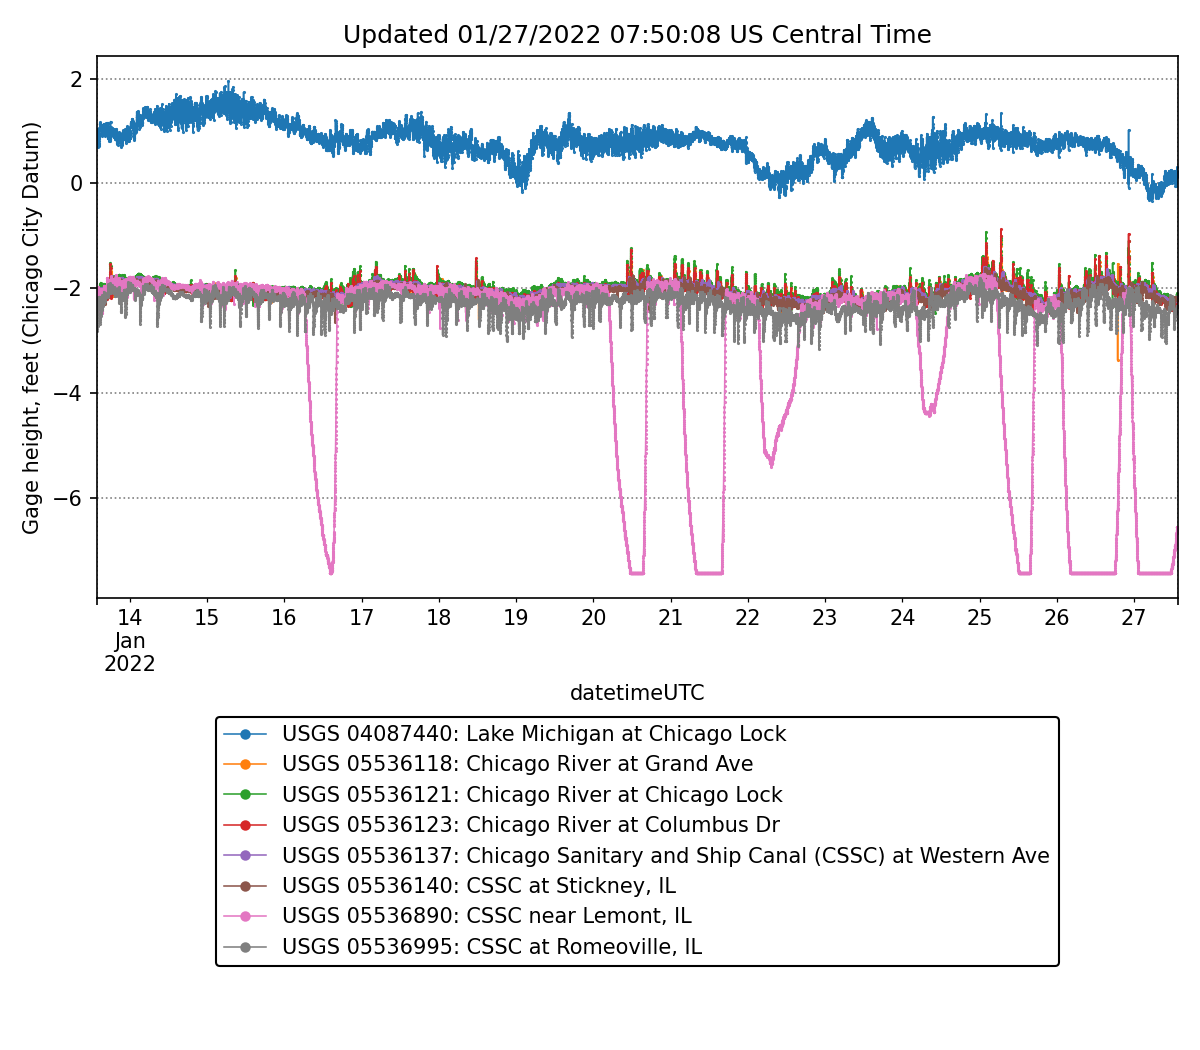 Updated 01/27/2022 07:50:08 US Central Time
Gage height, feet (Chicago City Datum)
2
0
−2
−4
−6
14 15 16 17 18 19 20 21 22 23 24 25 26 27
Jan
2022
datetimeUTC
USGS 04087440: Lake Michigan at Chicago Lock
USGS 05536118: Chicago River at Grand Ave
USGS 05536121: Chicago River at Chicago Lock
USGS 05536123: Chicago River at Columbus Dr
USGS 05536137: Chicago Sanitary and Ship Canal (CSSC) at Western Ave
USGS 05536140: CSSC at Stickney, IL
USGS 05536890: CSSC near Lemont, IL
USGS 05536995: CSSC at Romeoville, IL